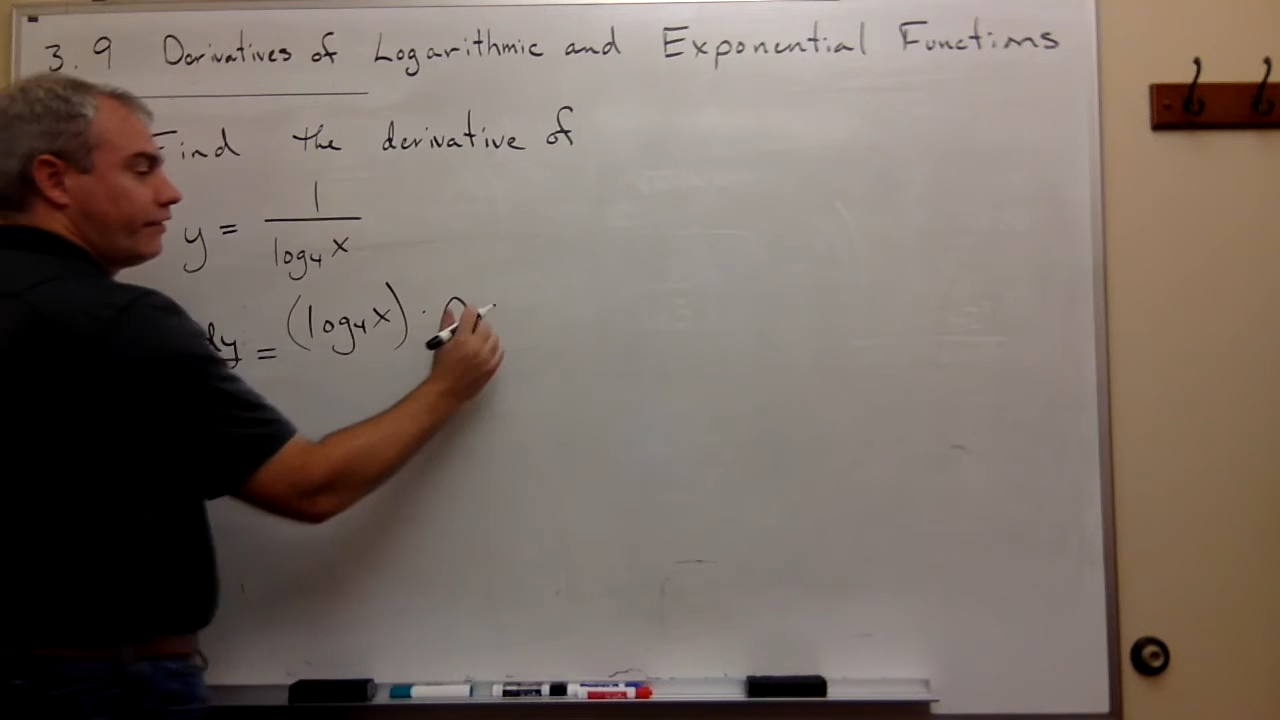 3.9 Derivatives of Logarithmic and Exponential Functions
Find the derivative of
y = 1 / log₄ x
dy = (log₄ x) ·